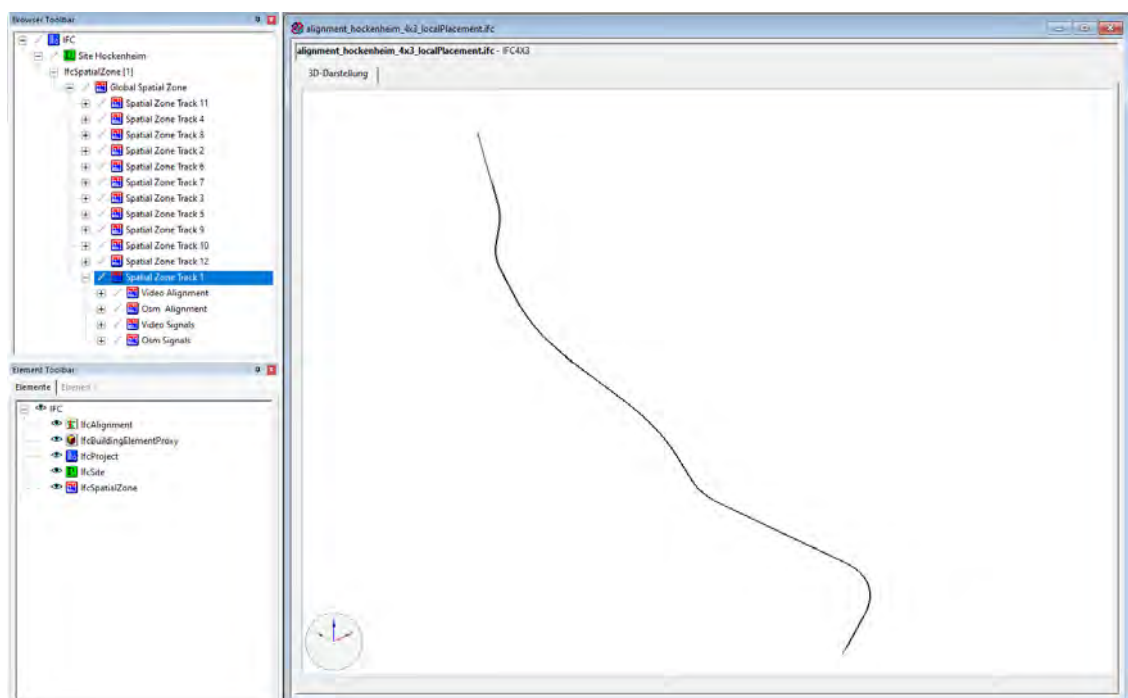 Browser Toolbar
IFC
Site Hockenheim
IfcSpatialZone [1]
Global Spatial Zone
Spatial Zone Track 11
Spatial Zone Track 4
Spatial Zone Track 8
Spatial Zone Track 2
Spatial Zone Track 6
Spatial Zone Track 7
Spatial Zone Track 3
Spatial Zone Track 5
Spatial Zone Track 9
Spatial Zone Track 10
Spatial Zone Track 12
Spatial Zone Track 1
Video Alignment
Osm Alignment
Video Signals
Osm Signals
Element Toolbar
Elemente
IFC
IfcAlignment
IfcBuildingElementProxy
IfcProject
IfcSite
IfcSpatialZone
alignment_hockenheim_4x3_localPlacement.ifc
alignment_hockenheim_4x3_localPlacement.ifc - IFC4X3
3D-Darstellung